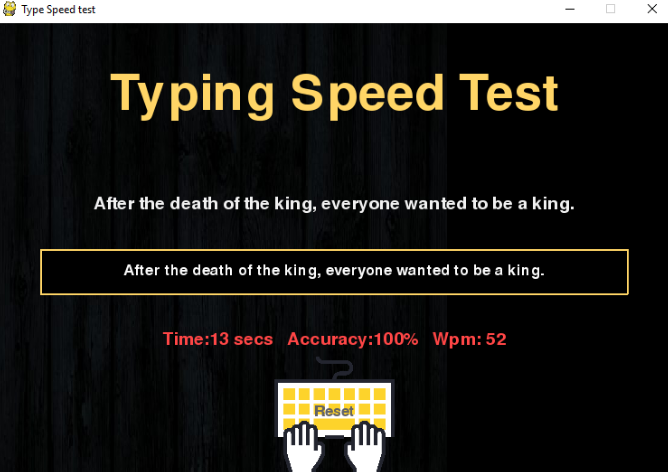 Type Speed test
Typing Speed Test
After the death of the king, everyone wanted to be a king.
After the death of the king, everyone wanted to be a king.
Time:13 secs Accuracy:100% Wpm: 52
Reset